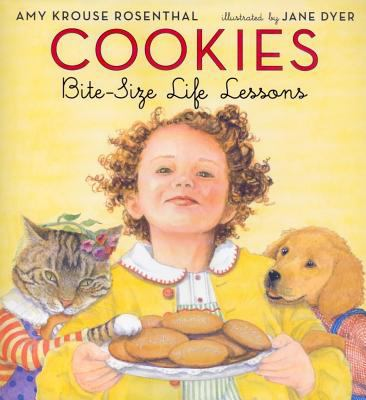 AMY KROUSE ROSENTHAL illustrated by JANE DYER
COOKIES
Bite-Size Life Lessons